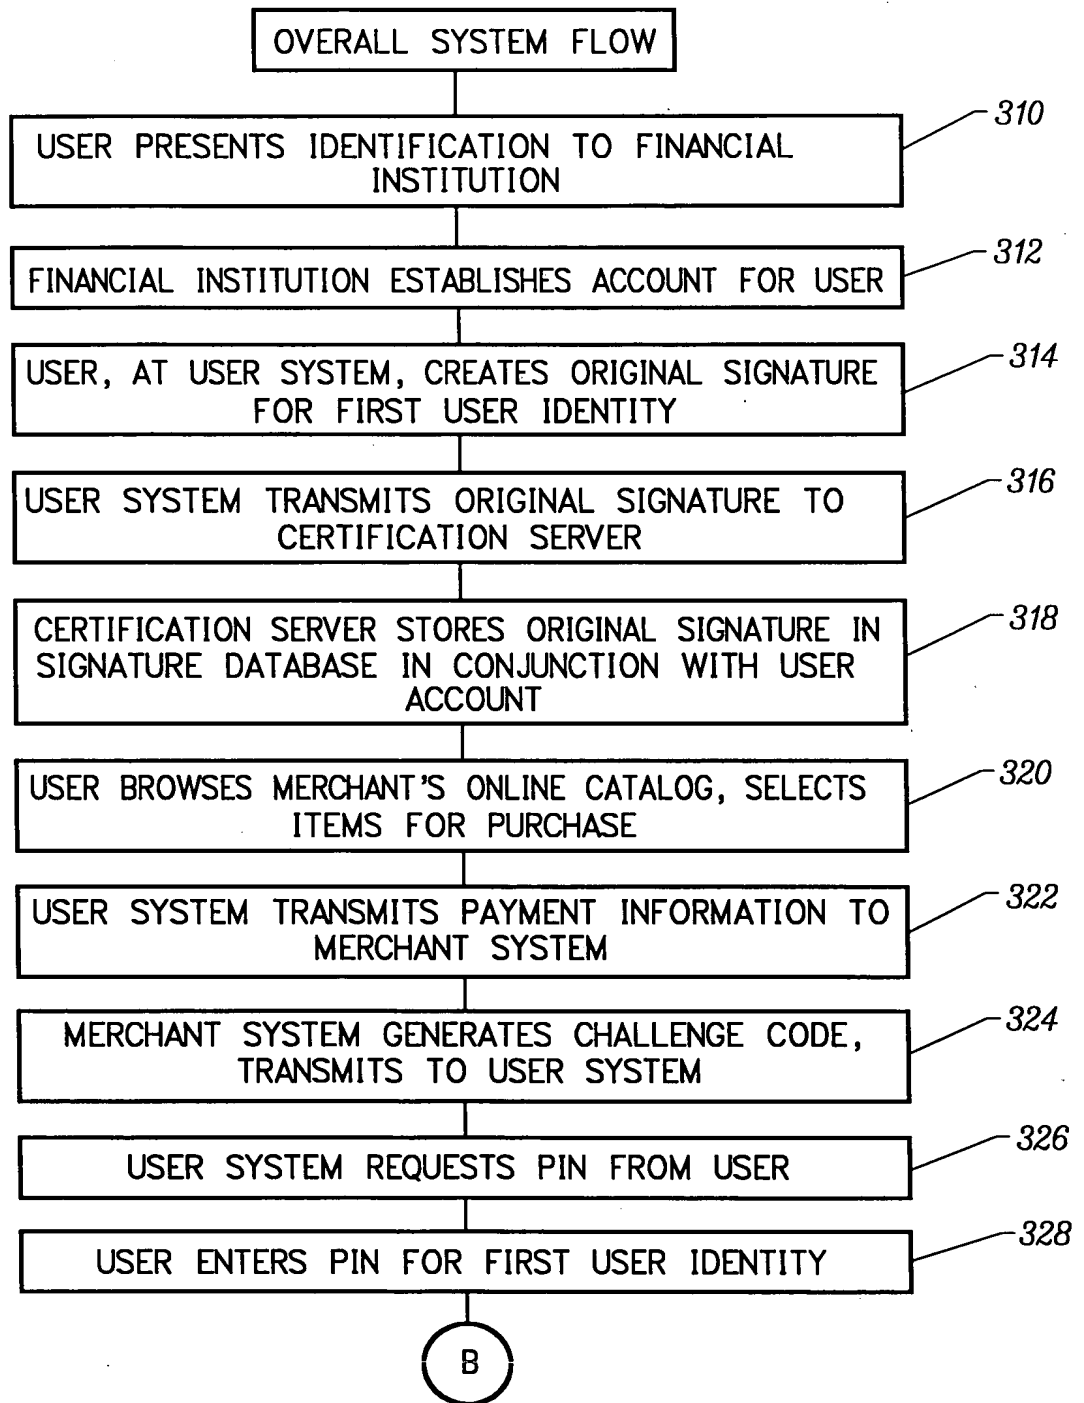 OVERALL SYSTEM FLOW
310
USER PRESENTS IDENTIFICATION TO FINANCIAL
INSTITUTION
312
FINANCIAL INSTITUTION ESTABLISHES ACCOUNT FOR USER
314
USER, AT USER SYSTEM, CREATES ORIGINAL SIGNATURE
FOR FIRST USER IDENTITY
316
USER SYSTEM TRANSMITS ORIGINAL SIGNATURE TO
CERTIFICATION SERVER
318
CERTIFICATION SERVER STORES ORIGINAL SIGNATURE IN
SIGNATURE DATABASE IN CONJUNCTION WITH USER
ACCOUNT
320
USER BROWSES MERCHANT'S ONLINE CATALOG, SELECTS
ITEMS FOR PURCHASE
322
USER SYSTEM TRANSMITS PAYMENT INFORMATION TO
MERCHANT SYSTEM
324
MERCHANT SYSTEM GENERATES CHALLENGE CODE,
TRANSMITS TO USER SYSTEM
326
USER SYSTEM REQUESTS PIN FROM USER
328
USER ENTERS PIN FOR FIRST USER IDENTITY
B